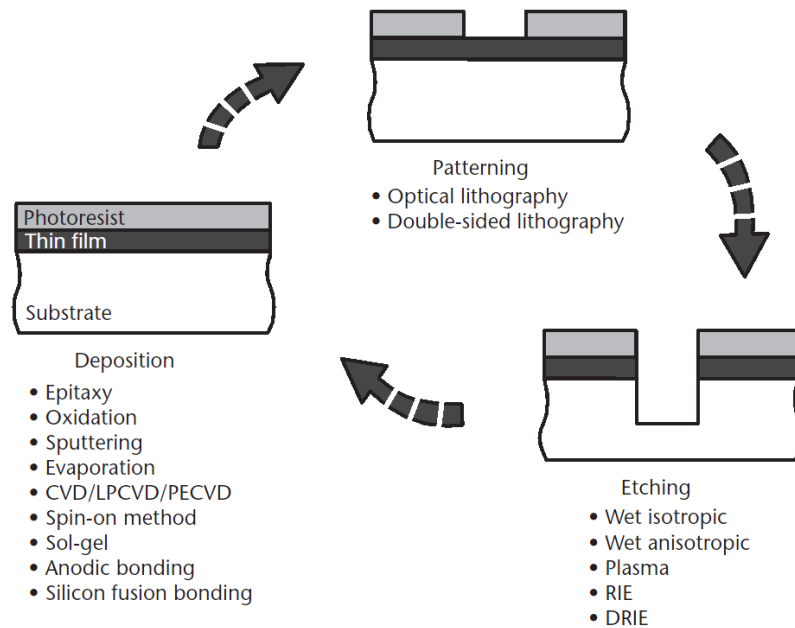 Patterning
• Optical lithography
• Double-sided lithography
Photoresist
Thin film
Substrate
Deposition
• Epitaxy
• Oxidation
• Sputtering
• Evaporation
• CVD/LPCVD/PECVD
• Spin-on method
• Sol-gel
• Anodic bonding
• Silicon fusion bonding
Etching
• Wet isotropic
• Wet anisotropic
• Plasma
• RIE
• DRIE